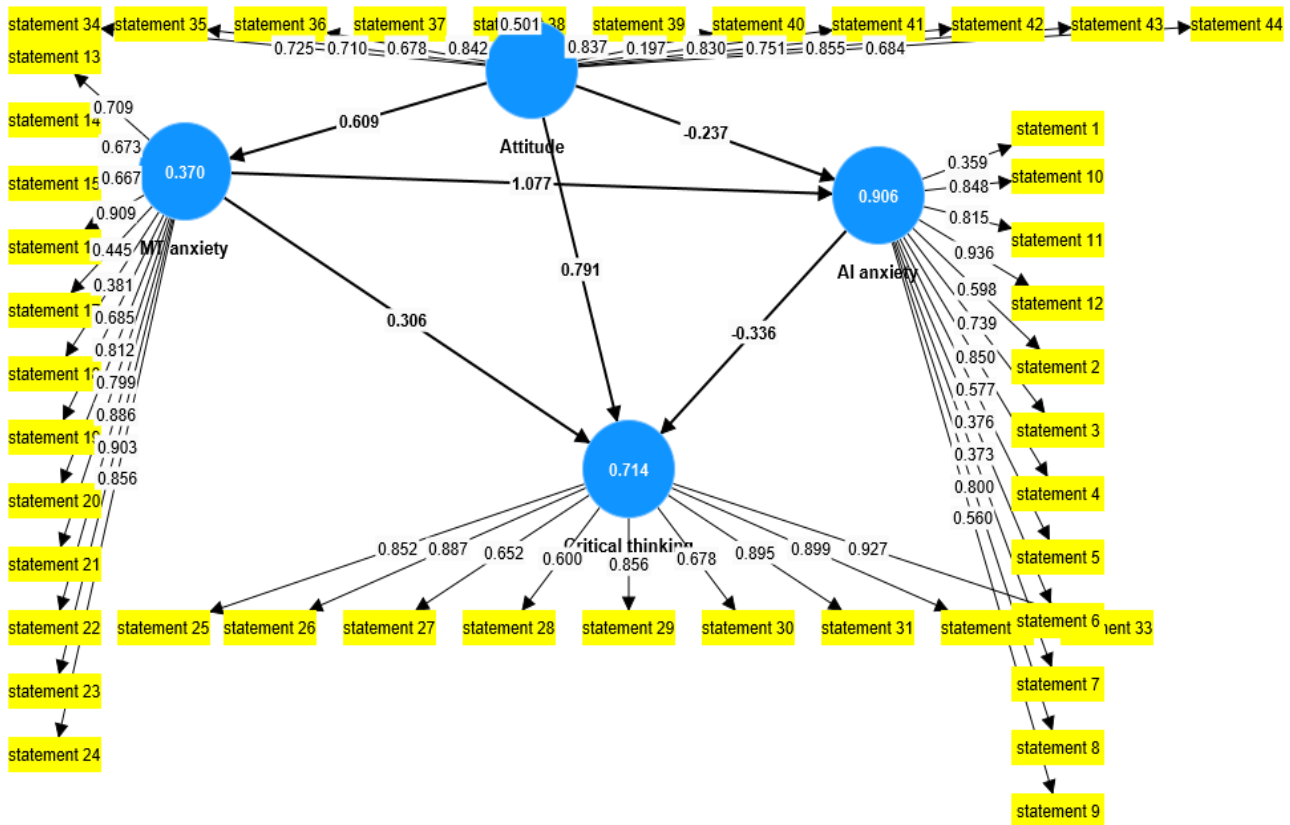 statement 34
statement 35
statement 36
statement 37
38
statement 39
statement 40
statement 41
statement 42
statement 43
statement 44
0.501
0.725
0.710
0.678
0.842
0.837
0.197
0.830
0.751
0.855
0.684
Attitude
0.609
-0.237
1.077
0.791
0.306
-0.336
statement 13
statement 14
statement 15
statement 17
statement 19
statement 20
statement 21
statement 22
statement 23
statement 24
0.709
0.673
0.667
0.909
0.445
0.381
0.685
0.812
0.799
0.886
0.903
0.856
0.370
MT anxiety
0.906
AI anxiety
statement 1
statement 10
statement 11
statement 12
statement 2
statement 3
statement 4
statement 5
statement 6
statement 7
statement 8
statement 9
0.359
0.848
0.815
0.936
0.598
0.739
0.850
0.577
0.376
0.373
0.800
0.560
0.714
Critical thinking
0.852
0.887
0.652
0.600
0.856
0.678
0.895
0.899
0.927
statement 25
statement 26
statement 27
statement 28
statement 29
statement 30
statement 31
statement
33